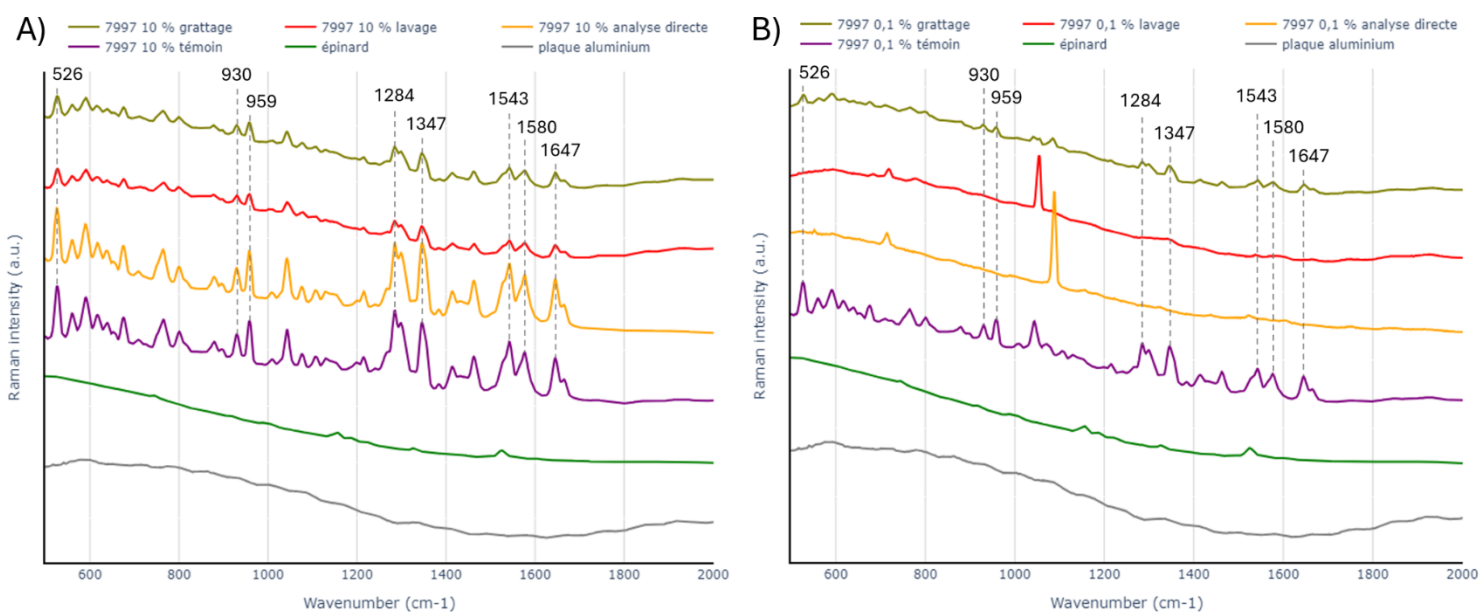 A)
7997 10 % grattage 7997 10 % lavage 7997 10 % analyse directe
7997 10 % témoin épinard plaque aluminium
526 930 959 1284 1347 1543 1580 1647
Raman intensity (a.u.)
600 800 1000 1200 1400 1600 1800 2000
Wavenumber (cm-1)
B)
7997 0,1 % grattage 7997 0,1 % lavage 7997 0,1 % analyse directe
7997 0,1 % témoin épinard plaque aluminium
526 930 959 1284 1347 1543 1580 1647
Raman intensity (a.u.)
600 800 1000 1200 1400 1600 1800 2000
Wavenumber (cm-1)